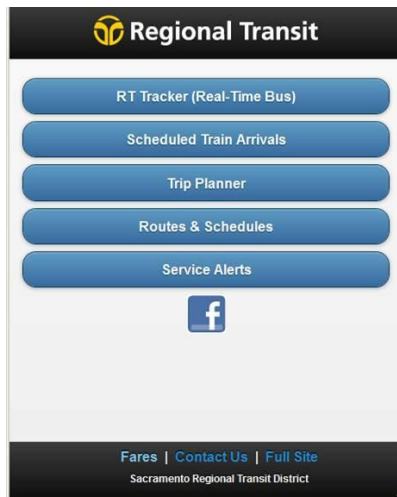 Regional Transit
RT Tracker (Real-Time Bus)
Scheduled Train Arrivals
Trip Planner
Routes & Schedules
Service Alerts
f
Fares | Contact Us | Full Site
Sacramento Regional Transit District